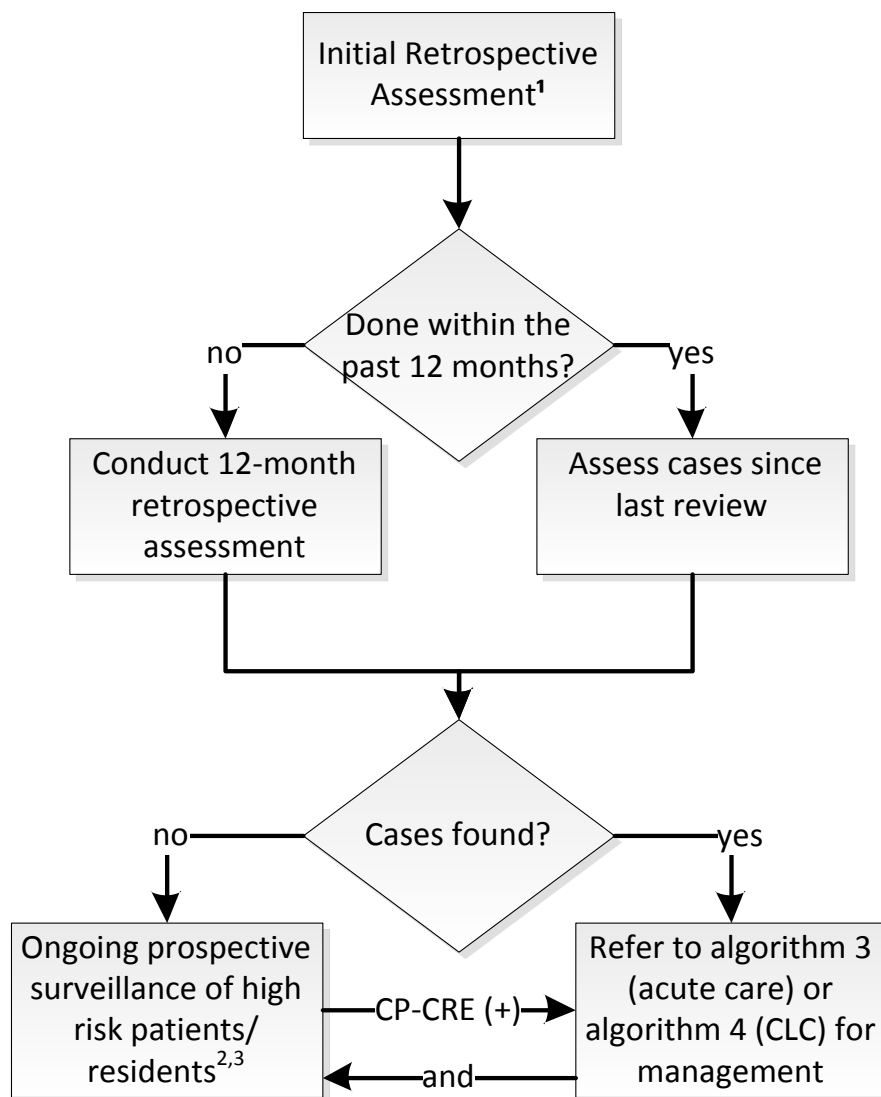 Initial Retrospective
Assessment¹
Done within the
past 12 months?
no
yes
Conduct 12-month
retrospective
assessment
Assess cases since
last review
Cases found?
no
yes
Ongoing prospective
surveillance of high
risk patients/
residents²,³
CP-CRE (+)
and
Refer to algorithm 3
(acute care) or
algorithm 4 (CLC) for
management